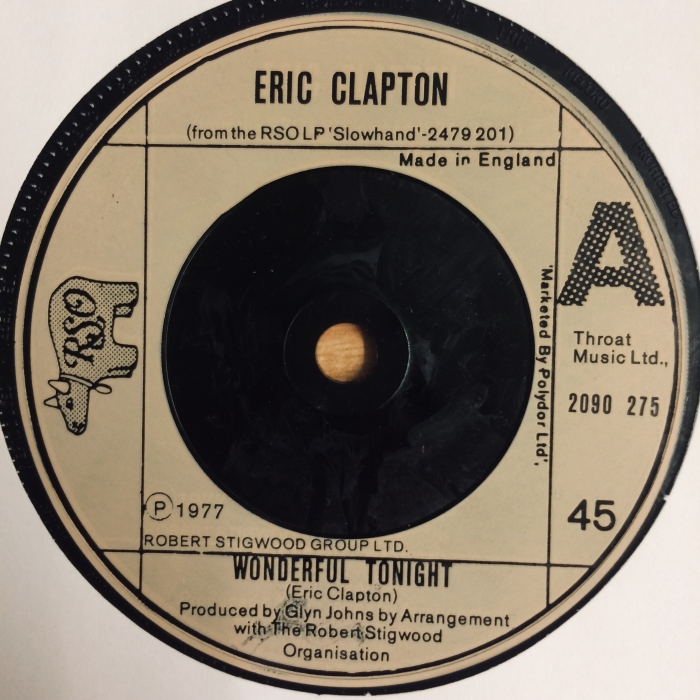 ERIC CLAPTON
(from the RSO LP 'Slowhand'-2479 201)
Made in England
A
RSO
'Marketed By Polydor Ltd'.
Throat
Music Ltd.,
2090 275
45
Ⓟ 1977
ROBERT STIGWOOD GROUP LTD.
WONDERFUL TONIGHT
(Eric Clapton)
Produced by Glyn Johns by Arrangement
with The Robert Stigwood
Organisation